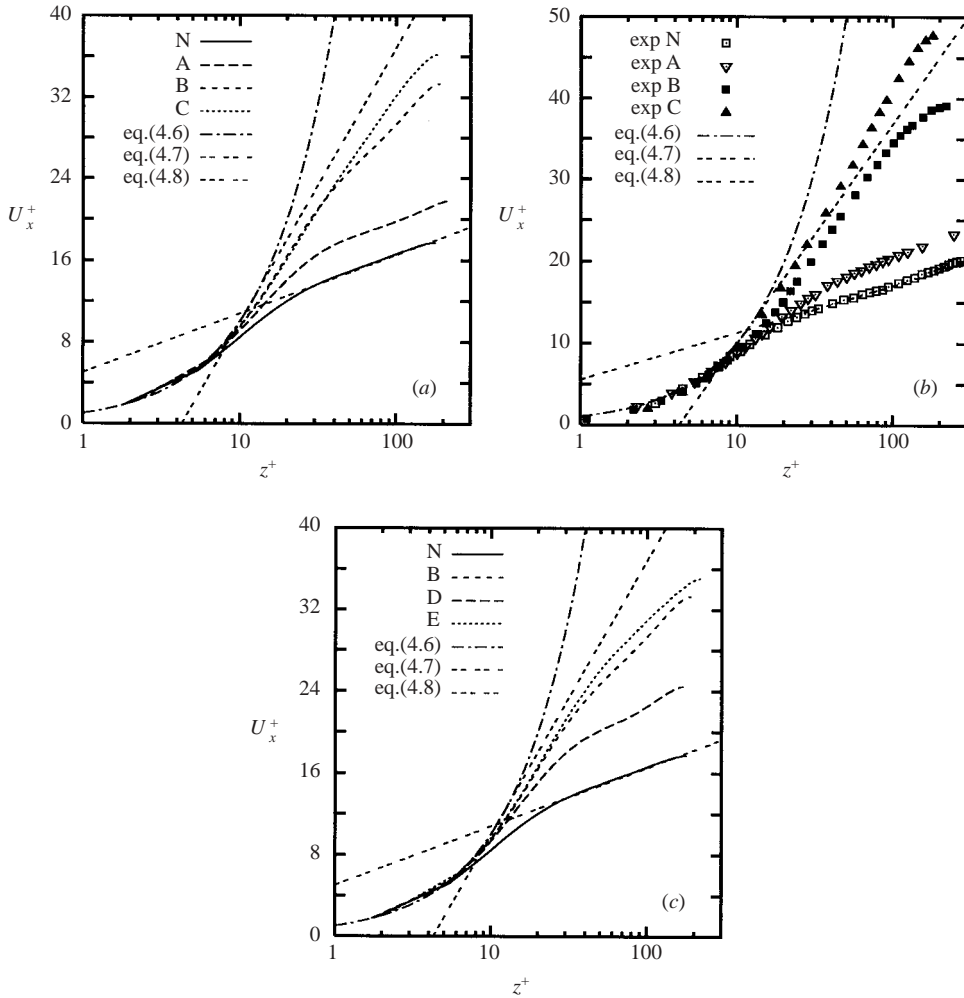 40
32
24
16
8
0
U_x^+
N
A
B
C
eq.(4.6)
eq.(4.7)
eq.(4.8)
(a)
1
10
100
z^+
50
40
30
20
10
0
U_x^+
exp N
exp A
exp B
exp C
eq.(4.6)
eq.(4.7)
eq.(4.8)
(b)
1
10
100
z^+
40
32
24
16
8
0
U_x^+
N
B
D
E
eq.(4.6)
eq.(4.7)
eq.(4.8)
(c)
1
10
100
z^+